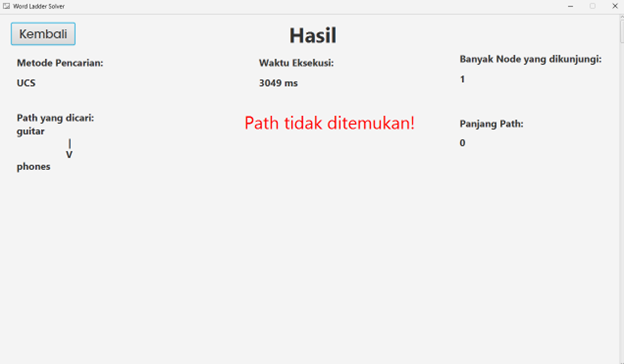 Word Ladder Solver
Kembali
Hasil
Metode Pencarian:
UCS
Waktu Eksekusi:
3049 ms
Banyak Node yang dikunjungi:
1
Path yang dicari:
guitar
|
V
phones
Path tidak ditemukan!
Panjang Path:
0